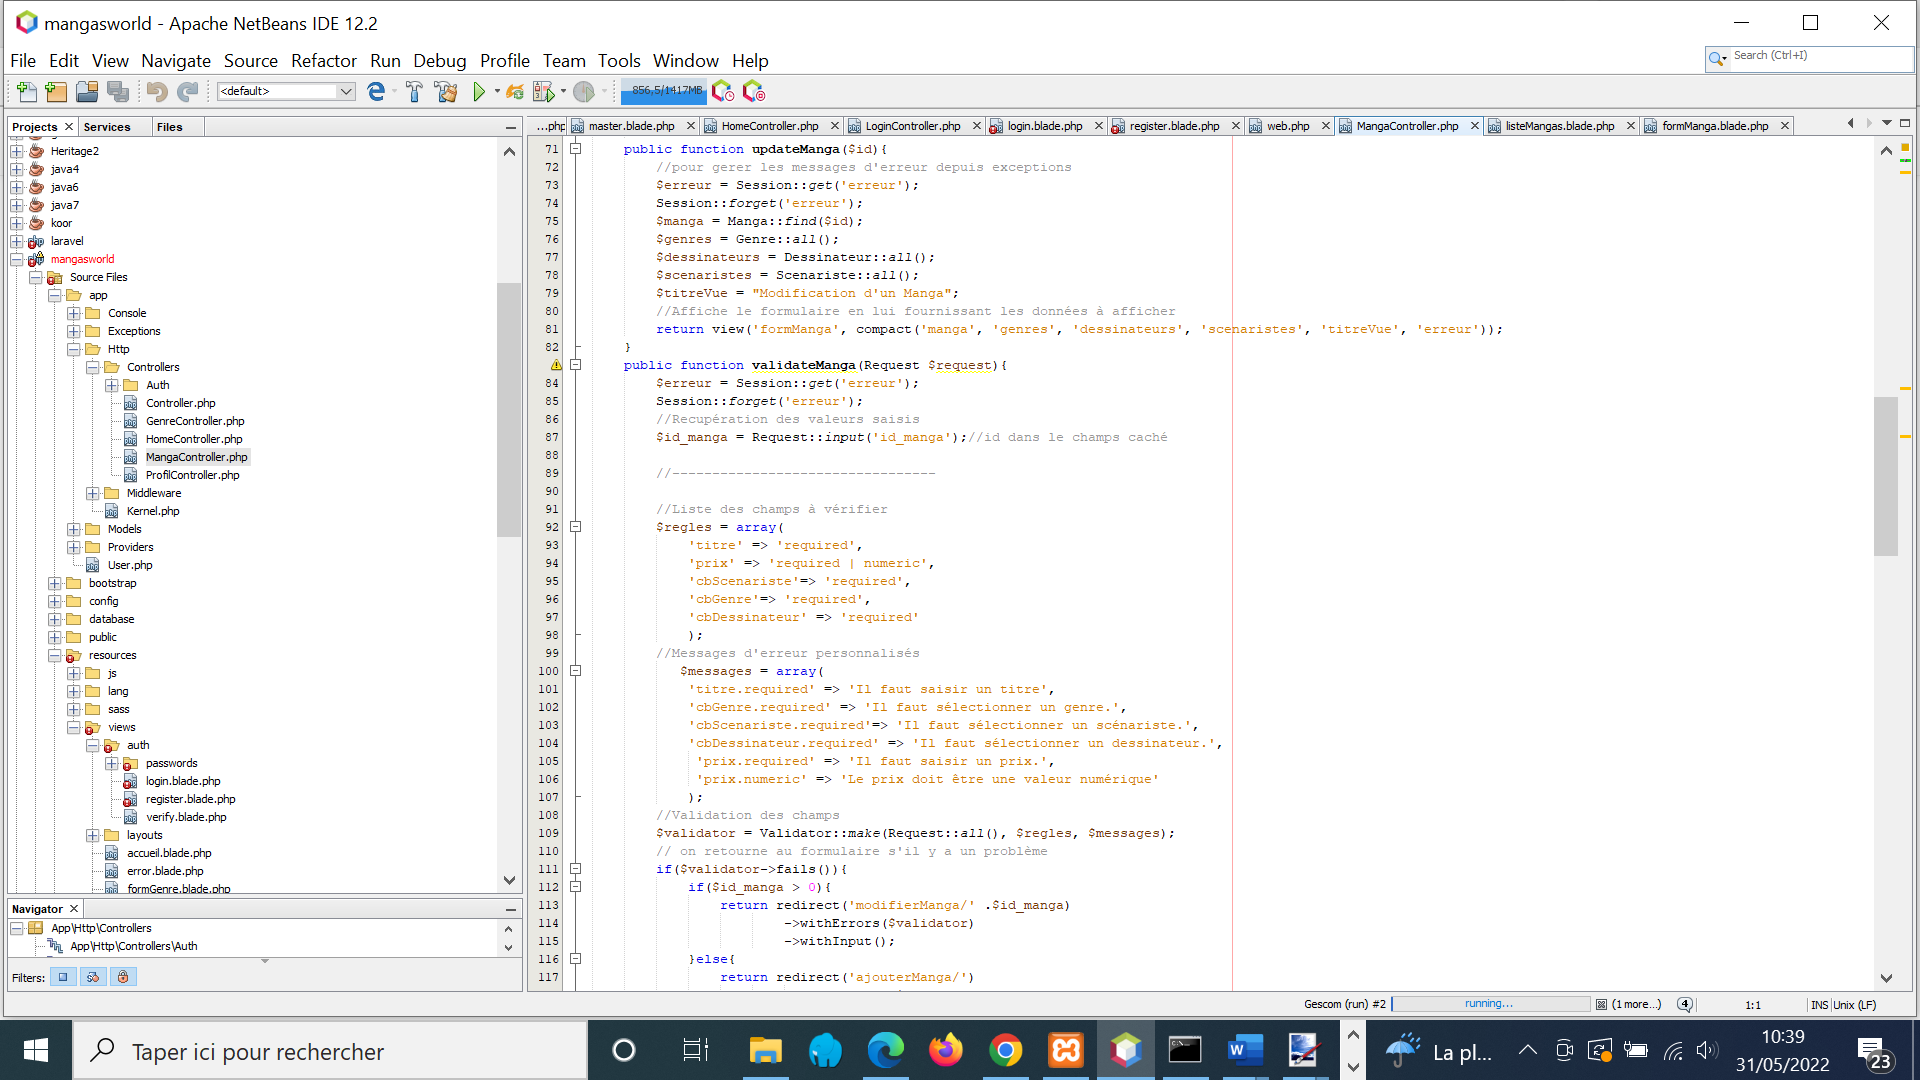 mangasworld - Apache NetBeans IDE 12.2
File Edit View Navigate Source Refactor Run Debug Profile Team Tools Window Help
Search (Ctrl+I)
<default>
856,5/1417MB
Projects
Services
Files
...php
master.blade.php
HomeController.php
LoginController.php
login.blade.php
register.blade.php
web.php
MangaController.php
listeMangas.blade.php
formManga.blade.php
Heritage2
java4
java6
java7
koor
laravel
mangasworld
Source Files
app
Console
Exceptions
Http
Controllers
Auth
Controller.php
GenreController.php
HomeController.php
MangaController.php
ProfilController.php
Middleware
Kernel.php
Models
Providers
User.php
bootstrap
config
database
public
resources
js
lang
sass
views
auth
passwords
login.blade.php
register.blade.php
verify.blade.php
layouts
accueil.blade.php
error.blade.php
formGenre.blade.php
Navigator
App\Http\Controllers
App\Http\Controllers\Auth
Filters:
71 public function updateManga($id){
72 //pour gerer les messages d'erreur depuis exceptions
73 $erreur = Session::get('erreur');
74 Session::forget('erreur');
75 $manga = Manga::find($id);
76 $genres = Genre::all();
77 $dessinateurs = Dessinateur::all();
78 $scenaristes = Scenariste::all();
79 $titreVue = "Modification d'un Manga";
80 //Affiche le formulaire en lui fournissant les données à afficher
81 return view('formManga', compact('manga', 'genres', 'dessinateurs', 'scenaristes', 'titreVue', 'erreur'));
82 }
public function validateManga(Request $request){
84 $erreur = Session::get('erreur');
85 Session::forget('erreur');
86 //Recupération des valeurs saisis
87 $id_manga = Request::input('id_manga');//id dans le champs caché
88
89 //---------------------------------
90
91 //Liste des champs à vérifier
92 $regles = array(
93 'titre' => 'required',
94 'prix' => 'required | numeric',
95 'cbScenariste'=> 'required',
96 'cbGenre'=> 'required',
97 'cbDessinateur' => 'required'
98 );
99 //Messages d'erreur personnalisés
100 $messages = array(
101 'titre.required' => 'Il faut saisir un titre',
102 'cbGenre.required' => 'Il faut sélectionner un genre.',
103 'cbScenariste.required'=> 'Il faut sélectionner un scénariste.',
104 'cbDessinateur.required' => 'Il faut sélectionner un dessinateur.',
105 'prix.required' => 'Il faut saisir un prix.',
106 'prix.numeric' => 'Le prix doit être une valeur numérique'
107 );
108 //Validation des champs
109 $validator = Validator::make(Request::all(), $regles, $messages);
110 // on retourne au formulaire s'il y a un problème
111 if($validator->fails()){
112 if($id_manga > 0){
113 return redirect('modifierManga/' .$id_manga)
114 ->withErrors($validator)
115 ->withInput();
116 }else{
117 return redirect('ajouterManga/')
Gescom (run) #2
running...
(1 more...)
4
1:1
INS
Unix (LF)
Taper ici pour rechercher
La pl...
10:39
31/05/2022
23